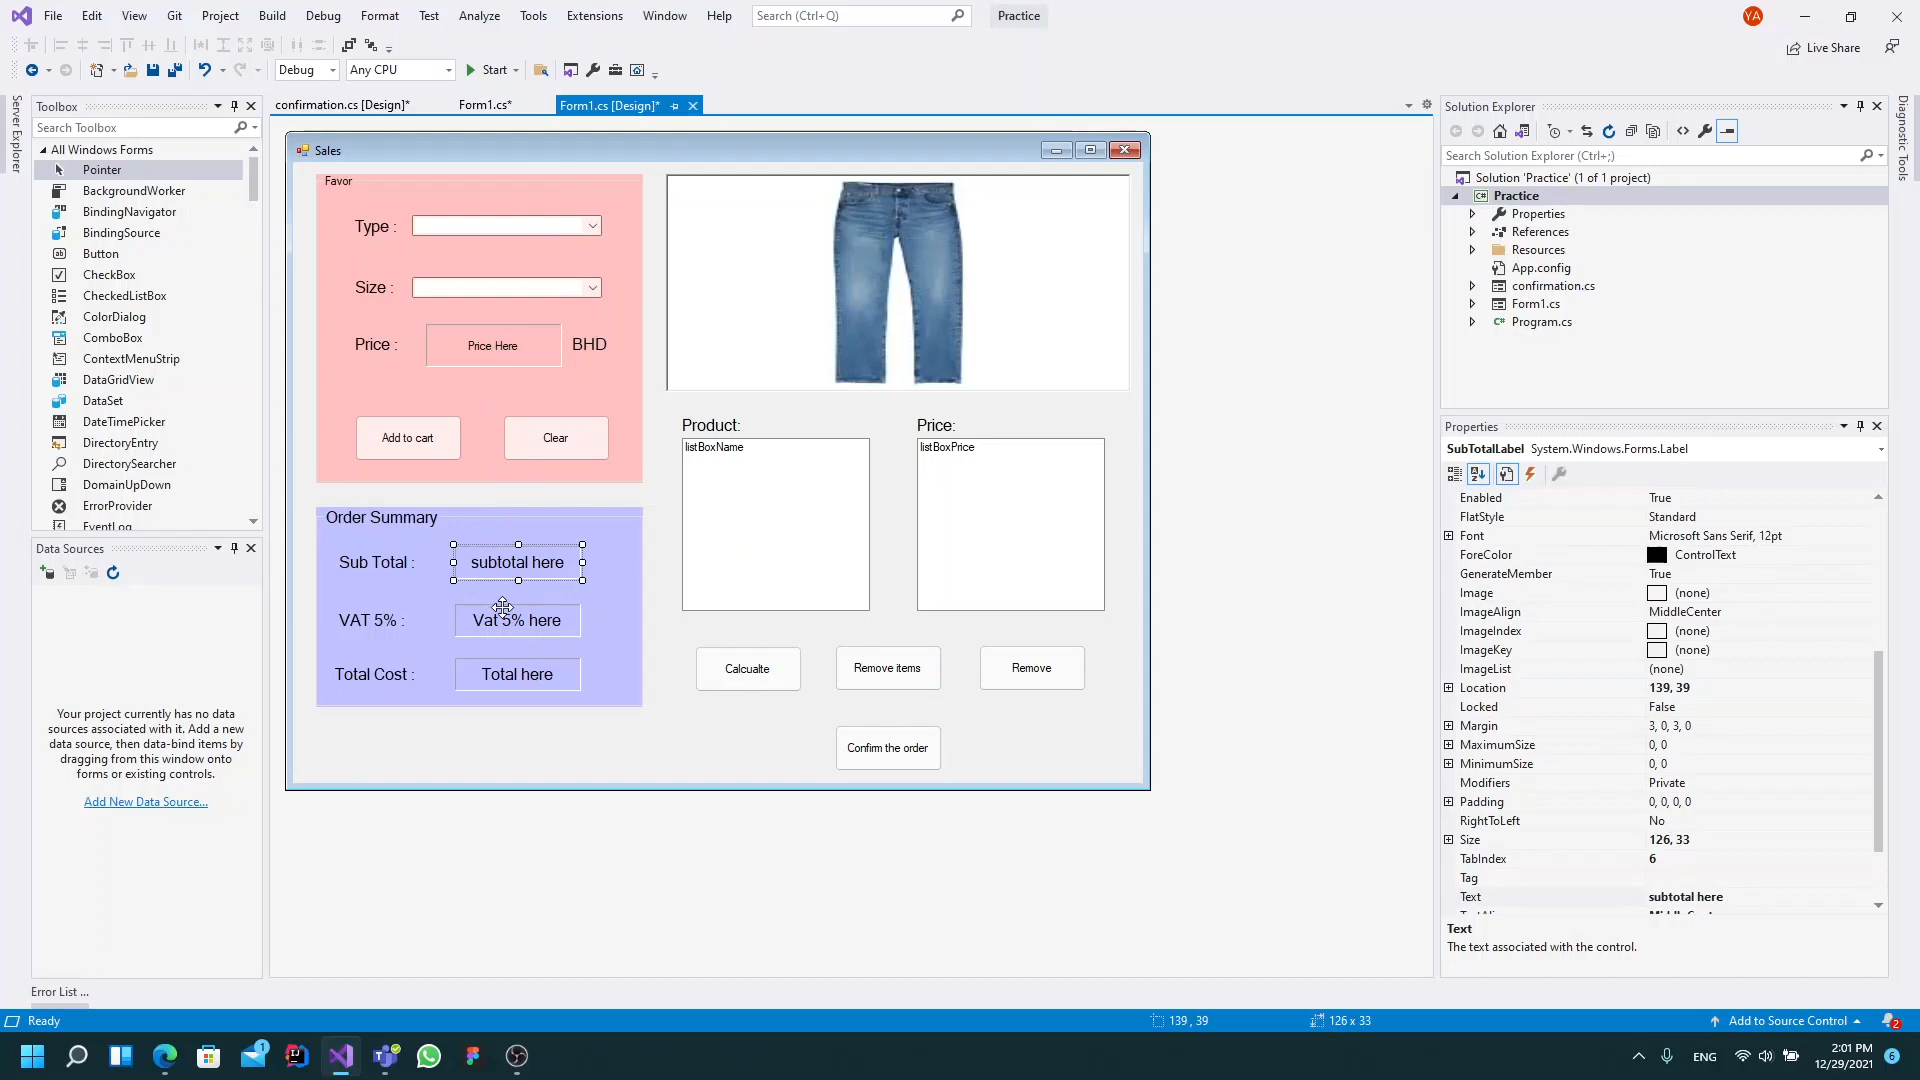 File Edit View Git Project Build Debug Format Test Analyze Tools Extensions Window Help Search (Ctrl+Q) Practice YA
Live Share
Debug Any CPU Start
Server Explorer
Toolbox
Search Toolbox
All Windows Forms
Pointer
BackgroundWorker
BindingNavigator
BindingSource
Button
CheckBox
CheckedListBox
ColorDialog
ComboBox
ContextMenuStrip
DataGridView
DataSet
DateTimePicker
DirectoryEntry
DirectorySearcher
DomainUpDown
ErrorProvider
EventLog
Data Sources
Your project currently has no data
sources associated with it. Add a new
data source, then data-bind items by
dragging from this window onto
forms or existing controls.
Add New Data Source...
Error List ...
confirmation.cs [Design]* Form1.cs* Form1.cs [Design]*
Sales
Favor
Type :
Size :
Price : Price Here BHD
Add to cart Clear
Order Summary
Sub Total : subtotal here
VAT 5% : Vat 5% here
Total Cost : Total here
Product: Price:
listBoxName listBoxPrice
Calcualte Remove items Remove
Confirm the order
Solution Explorer
Search Solution Explorer (Ctrl+;)
Solution 'Practice' (1 of 1 project)
C# Practice
Properties
References
Resources
App.config
confirmation.cs
Form1.cs
C# Program.cs
Diagnostic Tools
Properties
SubTotalLabel System.Windows.Forms.Label
Enabled True
FlatStyle Standard
Font Microsoft Sans Serif, 12pt
ForeColor ControlText
GenerateMember True
Image (none)
ImageAlign MiddleCenter
ImageIndex (none)
ImageKey (none)
ImageList (none)
Location 139, 39
Locked False
Margin 3, 0, 3, 0
MaximumSize 0, 0
MinimumSize 0, 0
Modifiers Private
Padding 0, 0, 0, 0
RightToLeft No
Size 126, 33
TabIndex 6
Tag
Text subtotal here
Text
The text associated with the control.
Ready 139 , 39 126 x 33 Add to Source Control 2
1 ENG 2:01 PM 6
12/29/2021